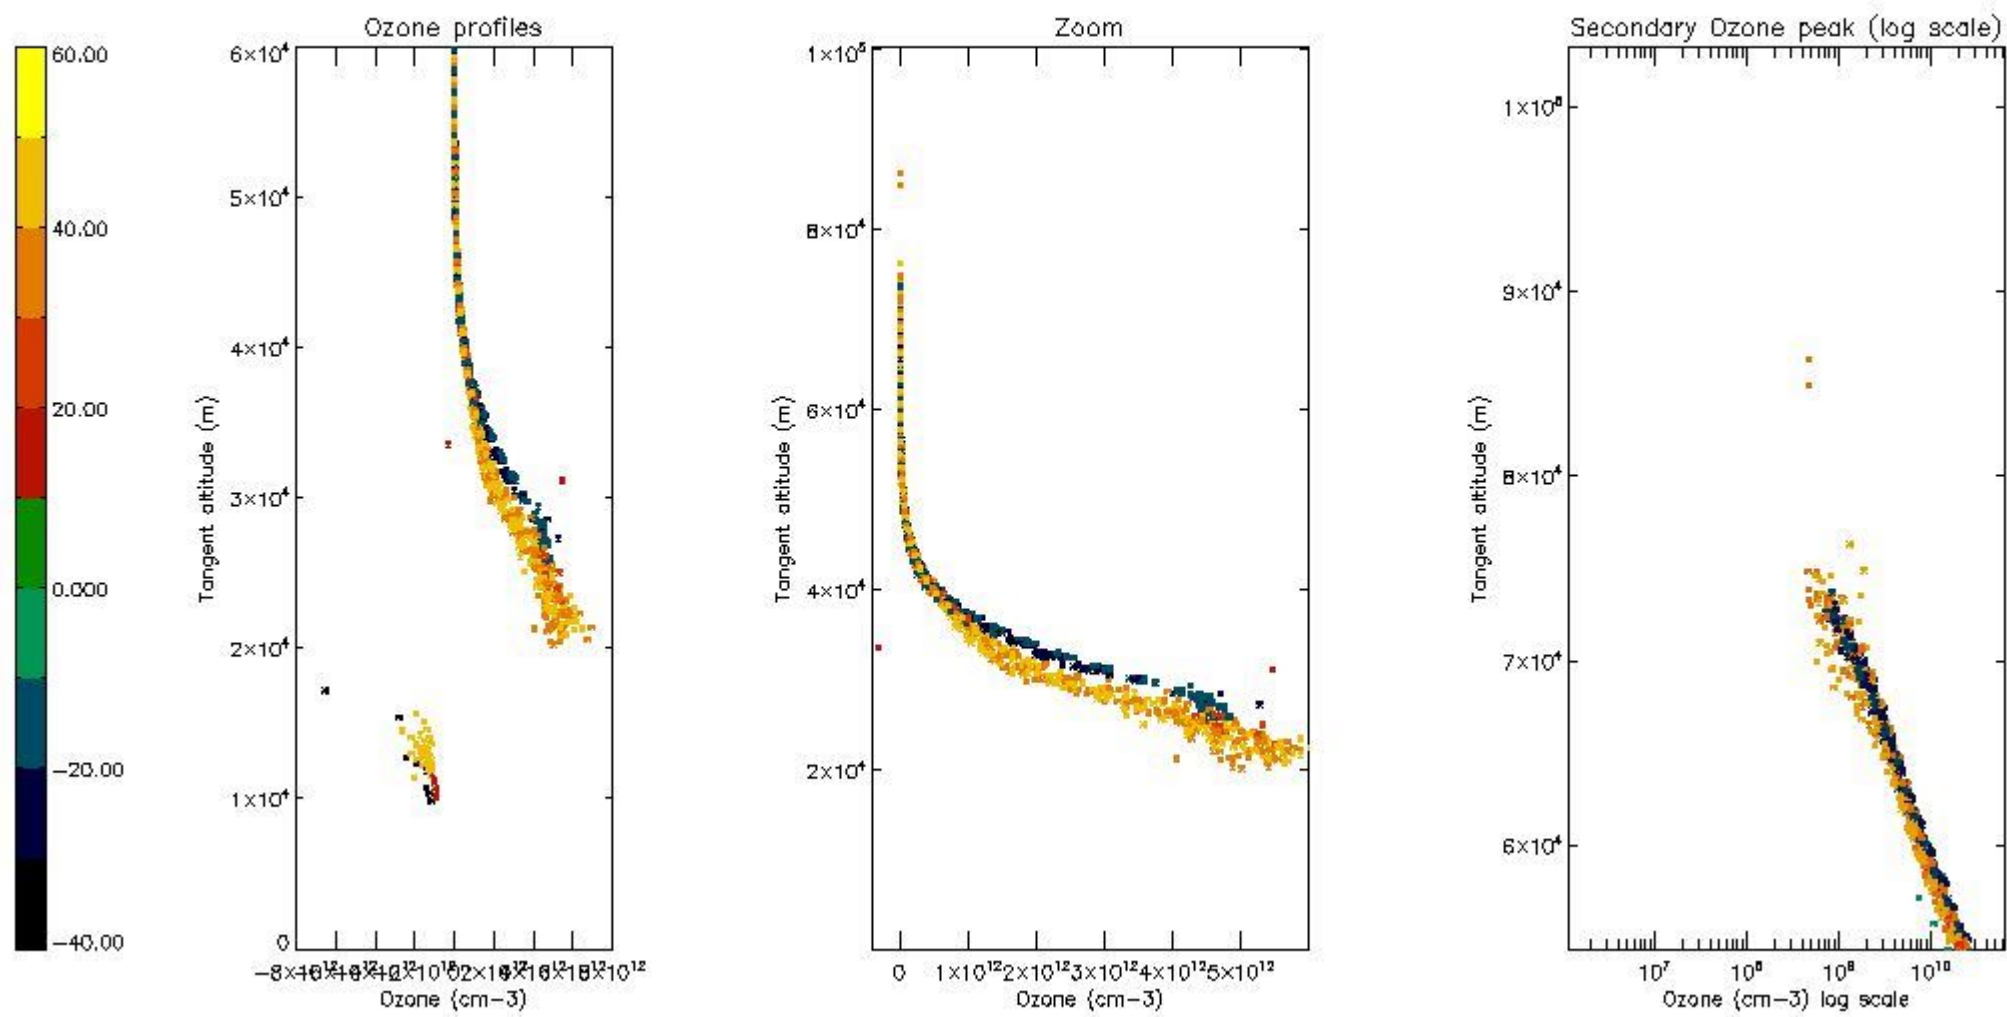 Ozone profiles
Zoom
Secondary Ozone peak (log scale)
60.00
40.00
20.00
0.000
−20.00
−40.00
6×10⁴
5×10⁴
4×10⁴
3×10⁴
2×10⁴
1×10⁴
0
Tangent altitude (m)
Ozone (cm−3)
1×10⁵
8×10⁴
6×10⁴
4×10⁴
2×10⁴
Tangent altitude (m)
0 1×10¹² 2×10¹² 3×10¹² 4×10¹² 5×10¹²
Ozone (cm−3)
9×10⁴
8×10⁴
7×10⁴
6×10⁴
Tangent altitude (m)
10⁷ 10⁸ 10⁹ 10¹⁰
Ozone (cm−3) log scale